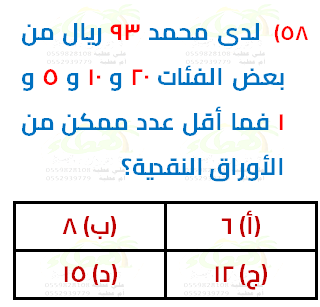 ٥٨) لدى محمد ٩٣ ريال من
بعض الفئات ٢٠ و ١٠ و ٥ و
١ فما أقل عدد ممكن من
الأوراق النقدية؟
(أ) ٦ (ب) ٨
(ج) ١٢ (د) ١٥